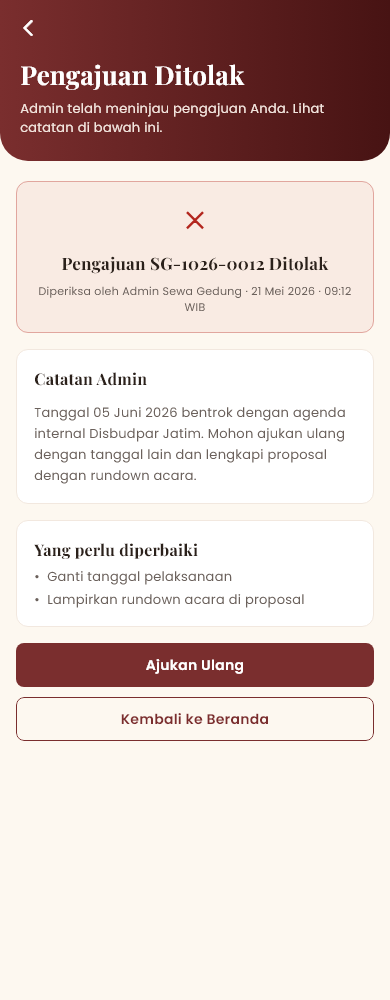 Pengajuan Ditolak
Admin telah meninjau pengajuan Anda. Lihat
catatan di bawah ini.
Pengajuan SG-1026-0012 Ditolak
Diperiksa oleh Admin Sewa Gedung · 21 Mei 2026 · 09:12
WIB
Catatan Admin
Tanggal 05 Juni 2026 bentrok dengan agenda
internal Disbudpar Jatim. Mohon ajukan ulang
dengan tanggal lain dan lengkapi proposal
dengan rundown acara.
Yang perlu diperbaiki
• Ganti tanggal pelaksanaan
• Lampirkan rundown acara di proposal
Ajukan Ulang
Kembali ke Beranda